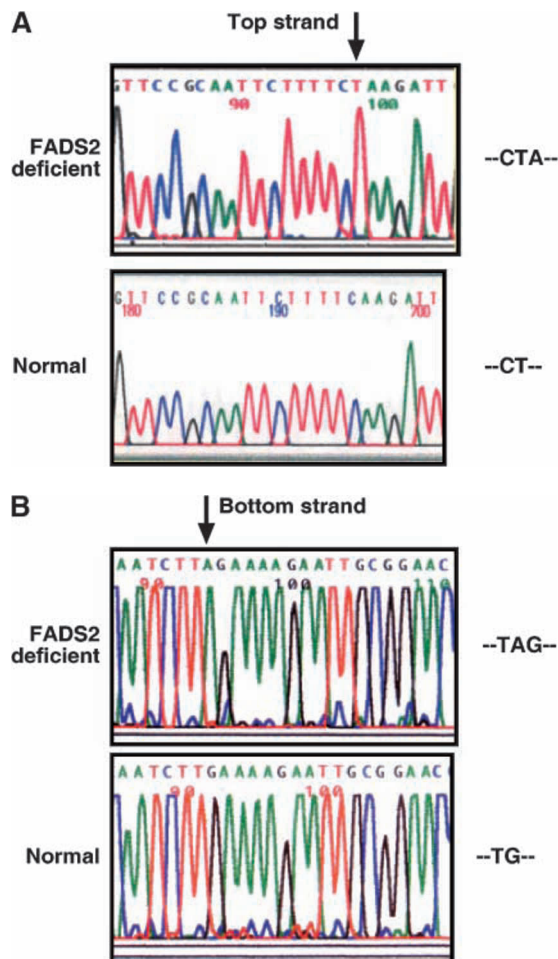 A
Top strand
GTTCCGCAATTCTTTTCTAAGATT
90 100
FADS2
deficient
--CTA--
GTTCCGCAATTCTTTTCAAGATT
180 190 200
Normal
--CT--
B
Bottom strand
AATCTTAGAAAAGAATTGCGGAAC
90 100 110
FADS2
deficient
--TAG--
AATCTTGAAAAGAATTGCGGAAC
90 100
Normal
--TG--